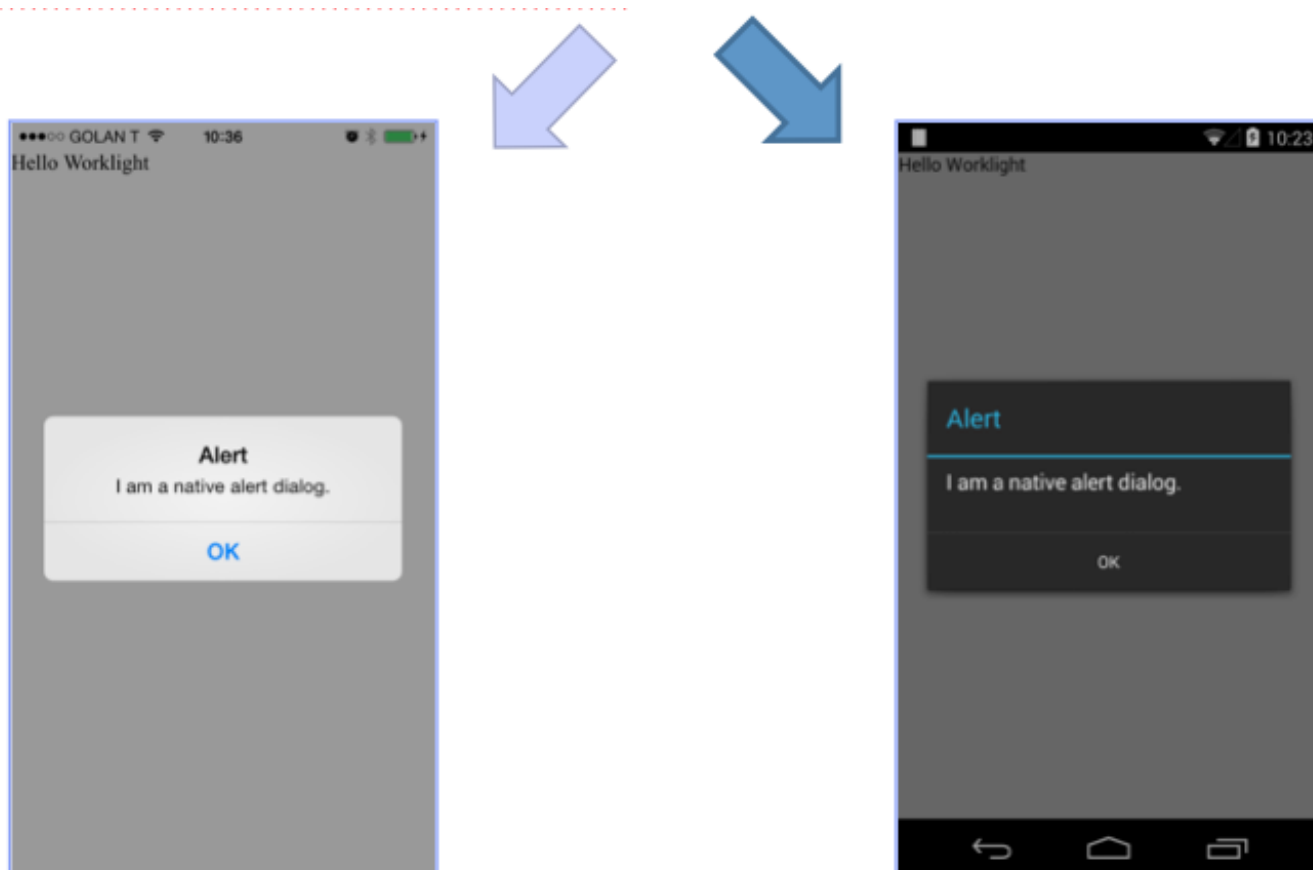 GOLAN T 10:36
Hello Worklight
Alert
I am a native alert dialog.
OK
10:23
Hello Worklight
Alert
I am a native alert dialog.
OK